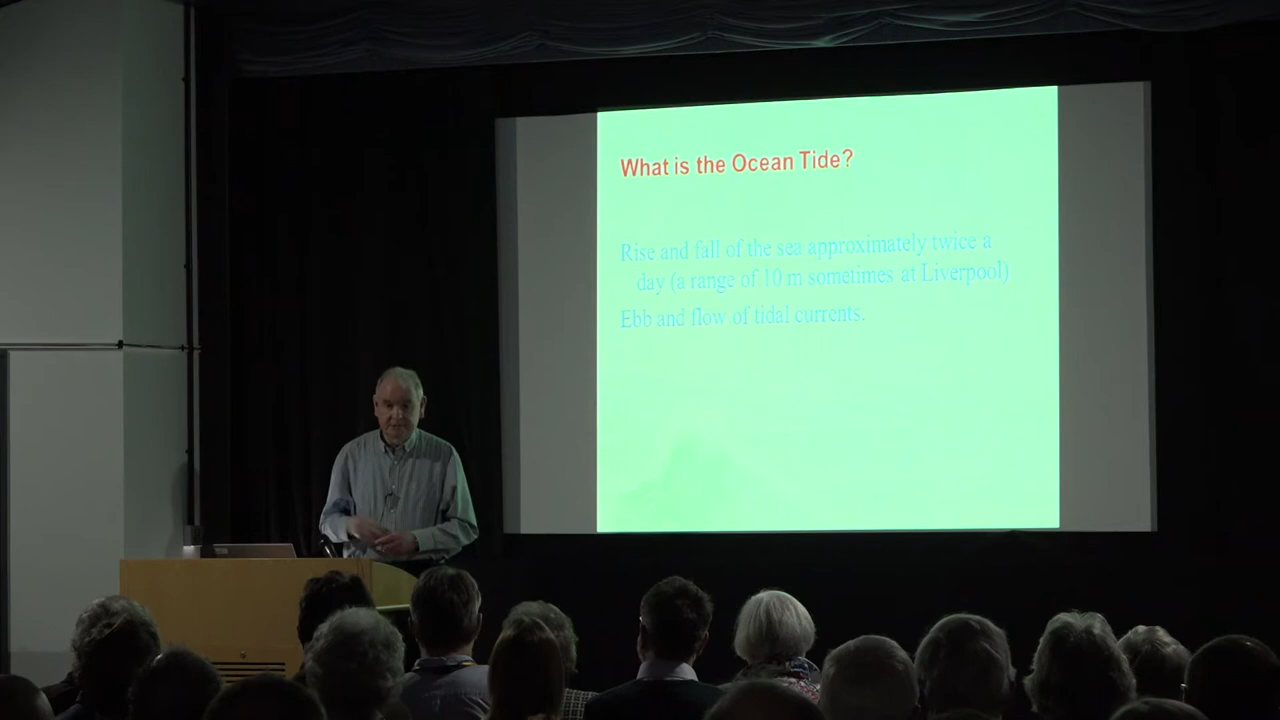 What is the Ocean Tide?
Rise and fall of the sea approximately twice a
day (a range of 10 m sometimes at Liverpool)
Ebb and flow of tidal currents.